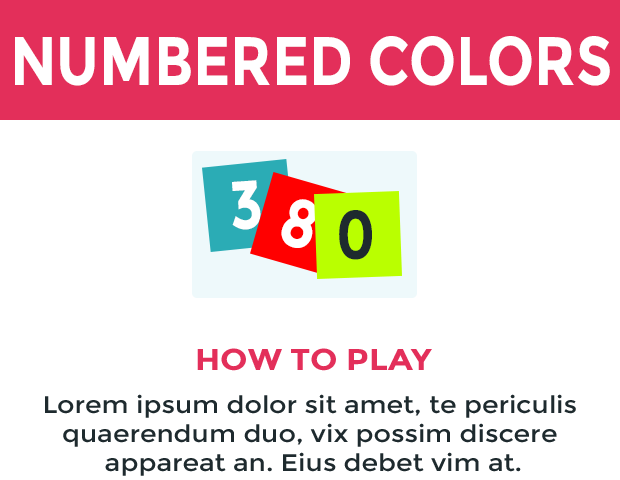 NUMBERED COLORS
3 8 0
HOW TO PLAY
Lorem ipsum dolor sit amet, te periculis
quaerendum duo, vix possim discere
appareat an. Eius debet vim at.